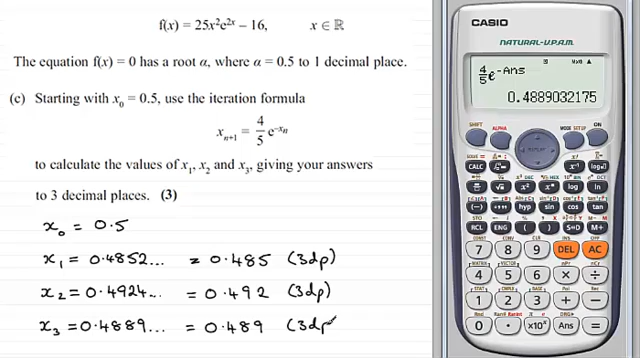 f(x) = 25x²e²ˣ – 16, x ∈ ℝ
The equation f(x) = 0 has a root α, where α = 0.5 to 1 decimal place.
(c) Starting with x₀ = 0.5, use the iteration formula
xₙ₊₁ = 4/5 e^(–xₙ)
to calculate the values of x₁, x₂ and x₃, giving your answers
to 3 decimal places. (3)
x₀ = 0.5
x₁ = 0.4852... = 0.485 (3dp)
x₂ = 0.4924... = 0.492 (3dp)
x₃ = 0.4889... = 0.489 (3dp
CASIO
NATURAL-V.P.A.M.
4/5 e^(-Ans)
0.4889032175
SHIFT ALPHA REPLAY MODE SETUP ON
CALC x⁻¹ log
√ x² xⁿ log ln
(–) hyp sin cos tan
RCL ENG ( ) S⇔D M+
7 8 9 DEL AC
4 5 6 × ÷
1 2 3 + –
0 . ×10ˣ Ans =